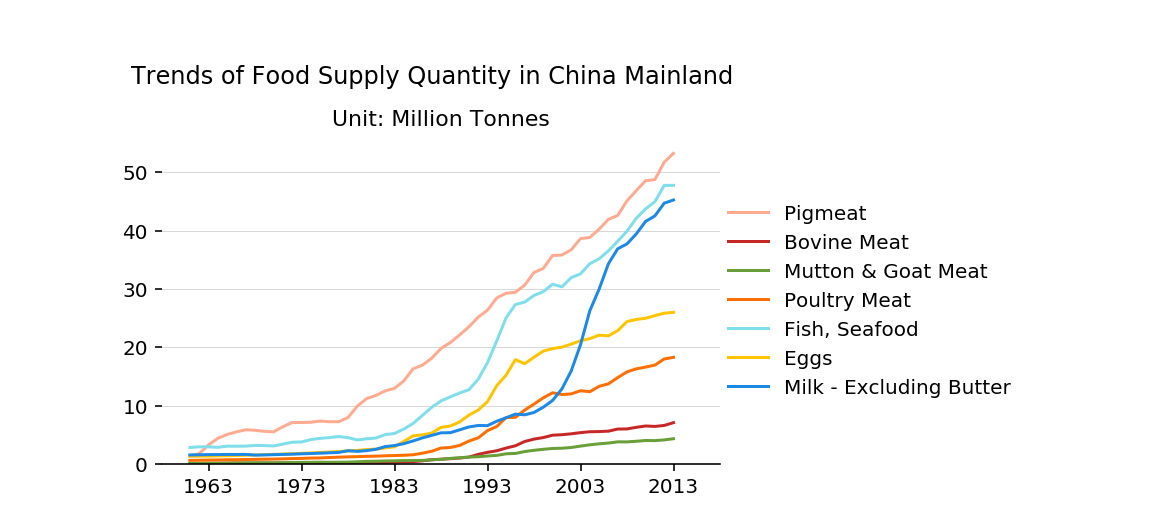 Trends of Food Supply Quantity in China Mainland
Unit: Million Tonnes
50
40
30
20
10
0
1963
1973
1983
1993
2003
2013
Pigmeat
Bovine Meat
Mutton & Goat Meat
Poultry Meat
Fish, Seafood
Eggs
Milk - Excluding Butter